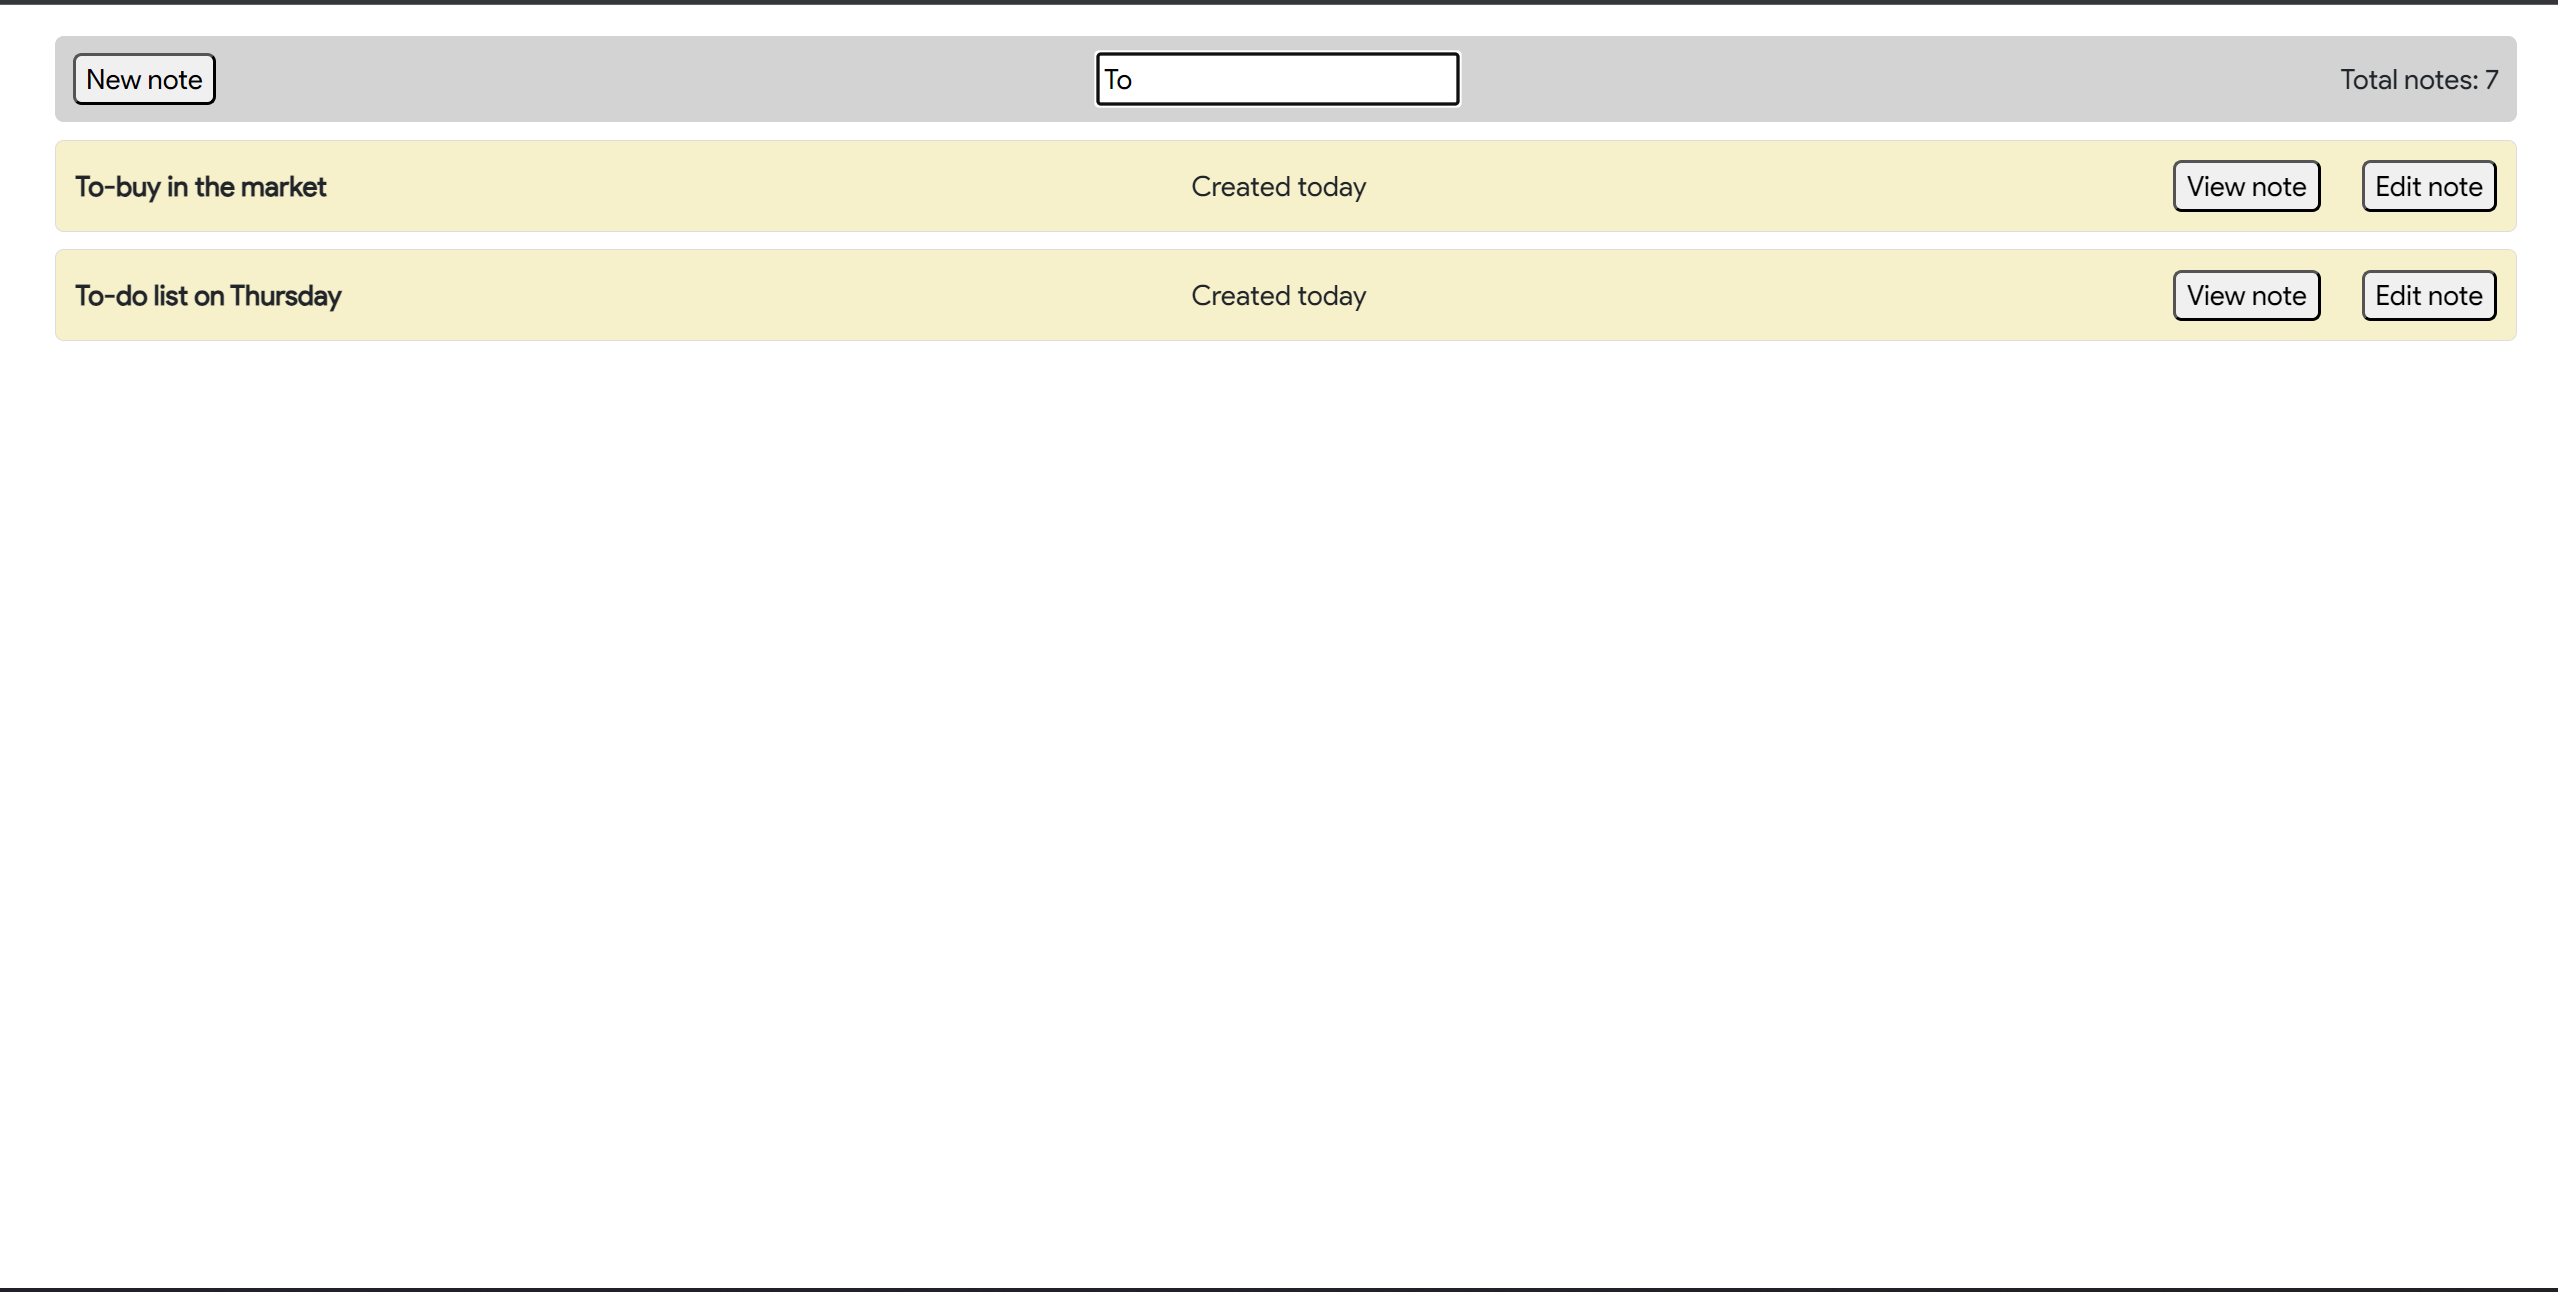 New note To Total notes: 7
To-buy in the market Created today View note Edit note
To-do list on Thursday Created today View note Edit note